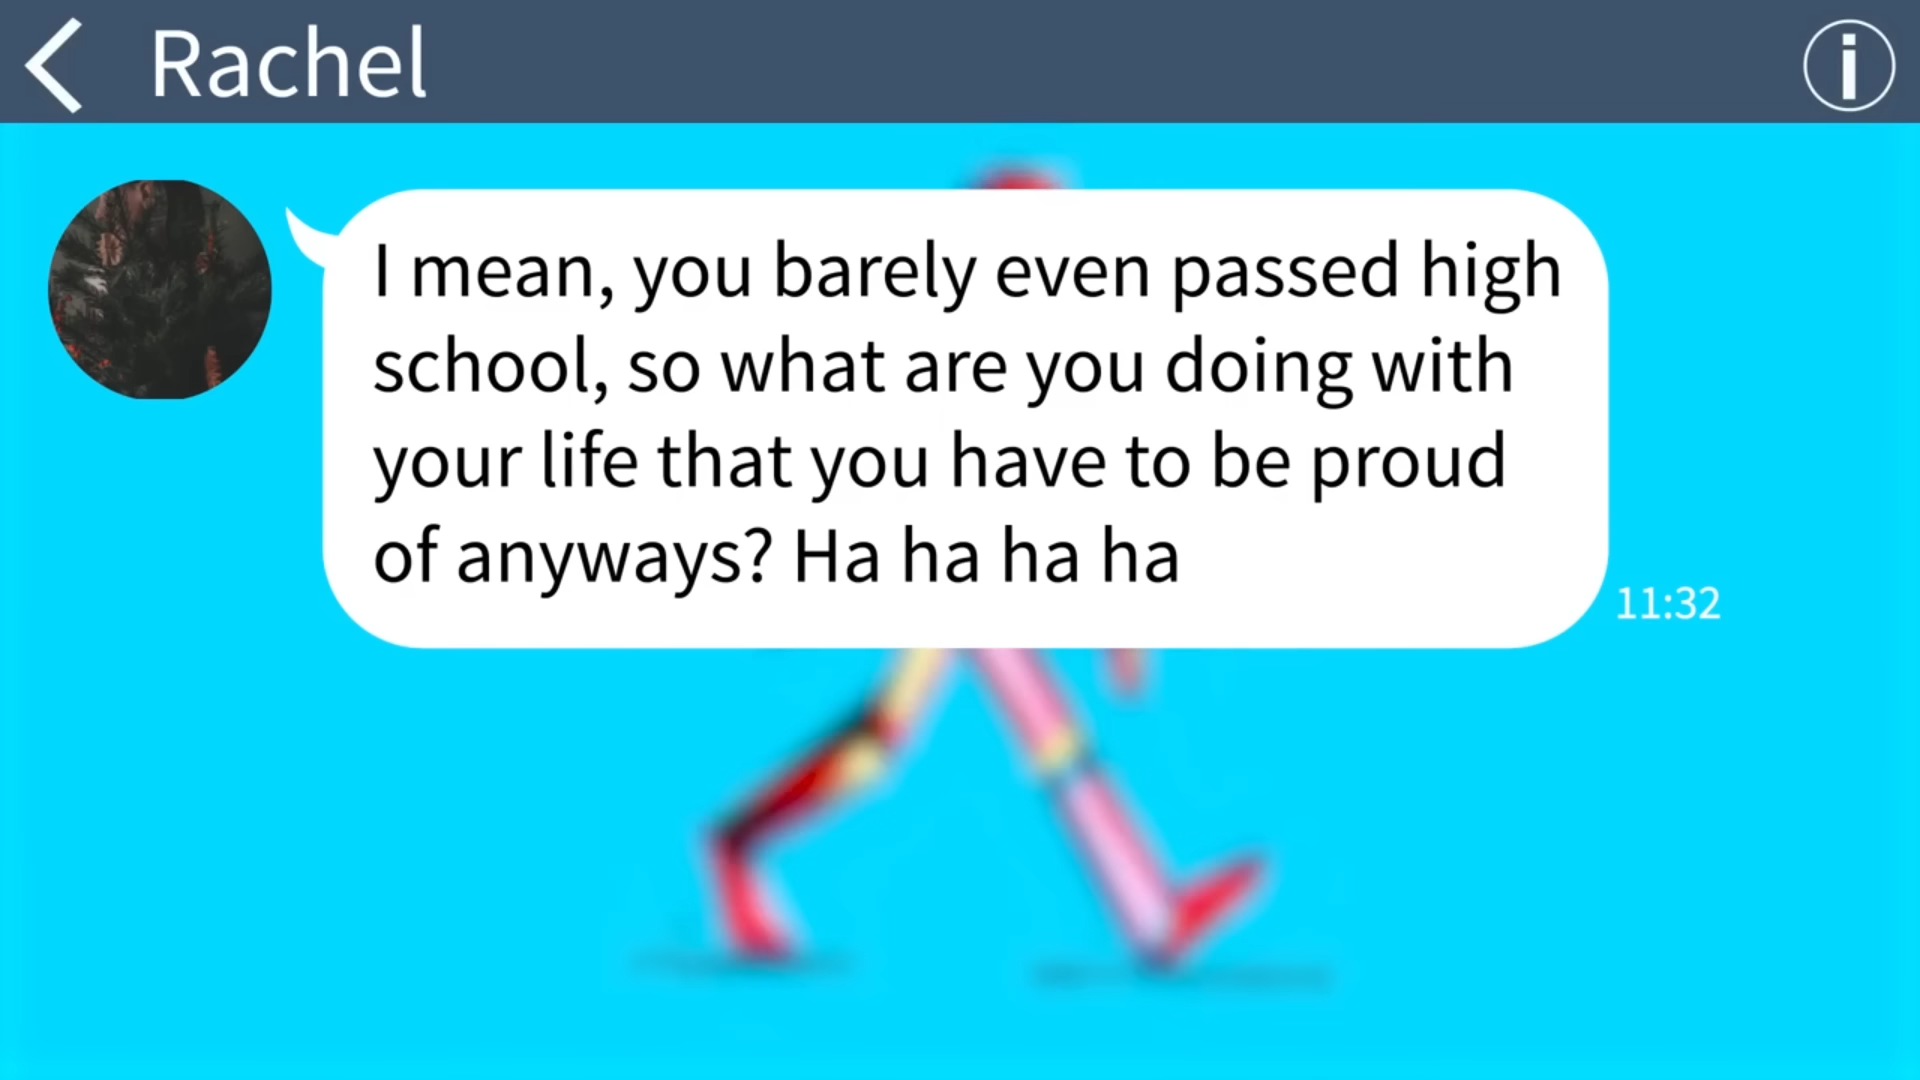 Rachel
I mean, you barely even passed high
school, so what are you doing with
your life that you have to be proud
of anyways? Ha ha ha ha
11:32